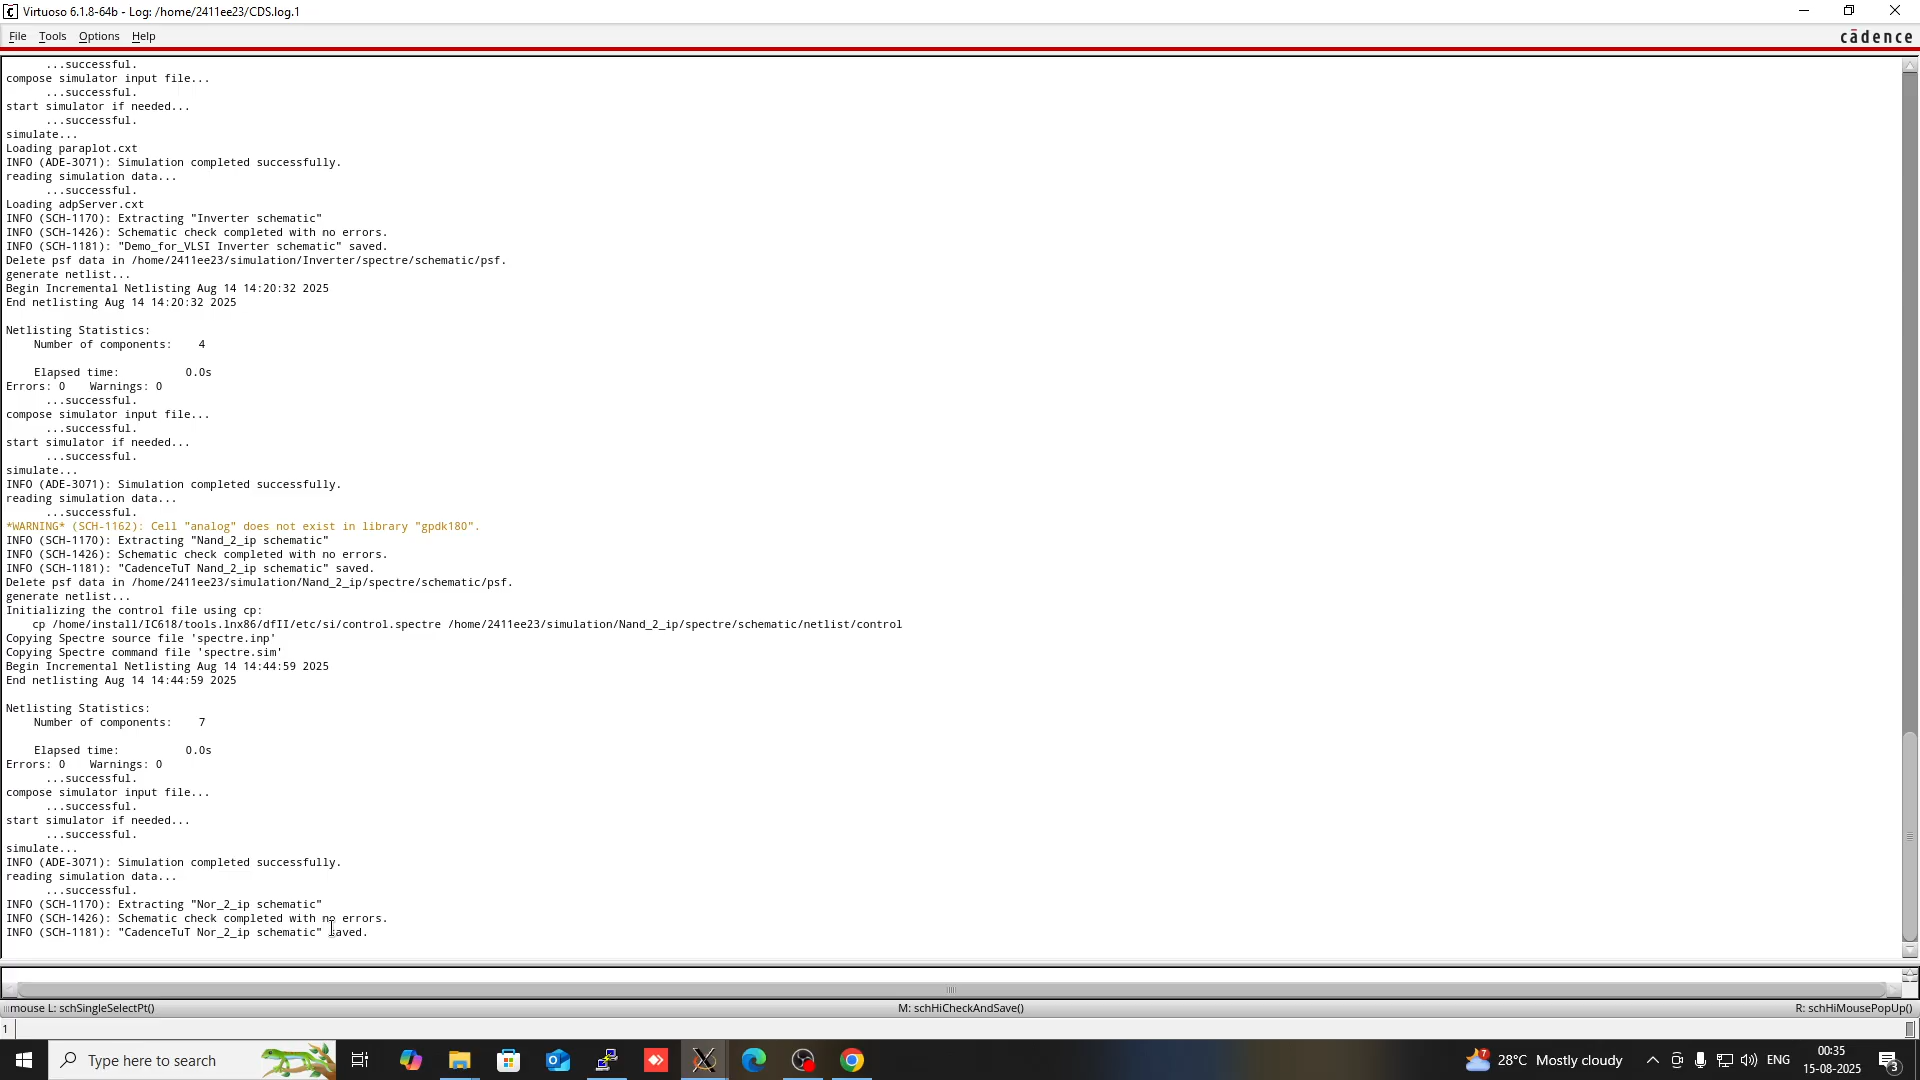 Virtuoso 6.1.8-64b - Log: /home/2411ee23/CDS.log.1
File Tools Options Help
cādence
...successful.
compose simulator input file...
...successful.
start simulator if needed...
...successful.
simulate...
Loading paraplot.cxt
INFO (ADE-3071): Simulation completed successfully.
reading simulation data...
...successful.
Loading adpServer.cxt
INFO (SCH-1170): Extracting "Inverter schematic"
INFO (SCH-1426): Schematic check completed with no errors.
INFO (SCH-1181): "Demo_for_VLSI Inverter schematic" saved.
Delete psf data in /home/2411ee23/simulation/Inverter/spectre/schematic/psf.
generate netlist...
Begin Incremental Netlisting Aug 14 14:20:32 2025
End netlisting Aug 14 14:20:32 2025
Netlisting Statistics:
Number of components: 4
Elapsed time: 0.0s
Errors: 0 Warnings: 0
...successful.
compose simulator input file...
...successful.
start simulator if needed...
...successful.
simulate...
INFO (ADE-3071): Simulation completed successfully.
reading simulation data...
...successful.
*WARNING* (SCH-1162): Cell "analog" does not exist in library "gpdk180".
INFO (SCH-1170): Extracting "Nand_2_ip schematic"
INFO (SCH-1426): Schematic check completed with no errors.
INFO (SCH-1181): "CadenceTuT Nand_2_ip schematic" saved.
Delete psf data in /home/2411ee23/simulation/Nand_2_ip/spectre/schematic/psf.
generate netlist...
Initializing the control file using cp:
cp /home/install/IC618/tools.lnx86/dfII/etc/si/control.spectre /home/2411ee23/simulation/Nand_2_ip/spectre/schematic/netlist/control
Copying Spectre source file 'spectre.inp'
Copying Spectre command file 'spectre.sim'
Begin Incremental Netlisting Aug 14 14:44:59 2025
End netlisting Aug 14 14:44:59 2025
Netlisting Statistics:
Number of components: 7
Elapsed time: 0.0s
Errors: 0 Warnings: 0
...successful.
compose simulator input file...
...successful.
start simulator if needed...
...successful.
simulate...
INFO (ADE-3071): Simulation completed successfully.
reading simulation data...
...successful.
INFO (SCH-1170): Extracting "Nor_2_ip schematic"
INFO (SCH-1426): Schematic check completed with no errors.
INFO (SCH-1181): "CadenceTuT Nor_2_ip schematic" saved.
mouse L: schSingleSelectPt() M: schHiCheckAndSave() R: schHiMousePopUp()
1
Type here to search
7 28°C Mostly cloudy ENG 00:35 3
15-08-2025